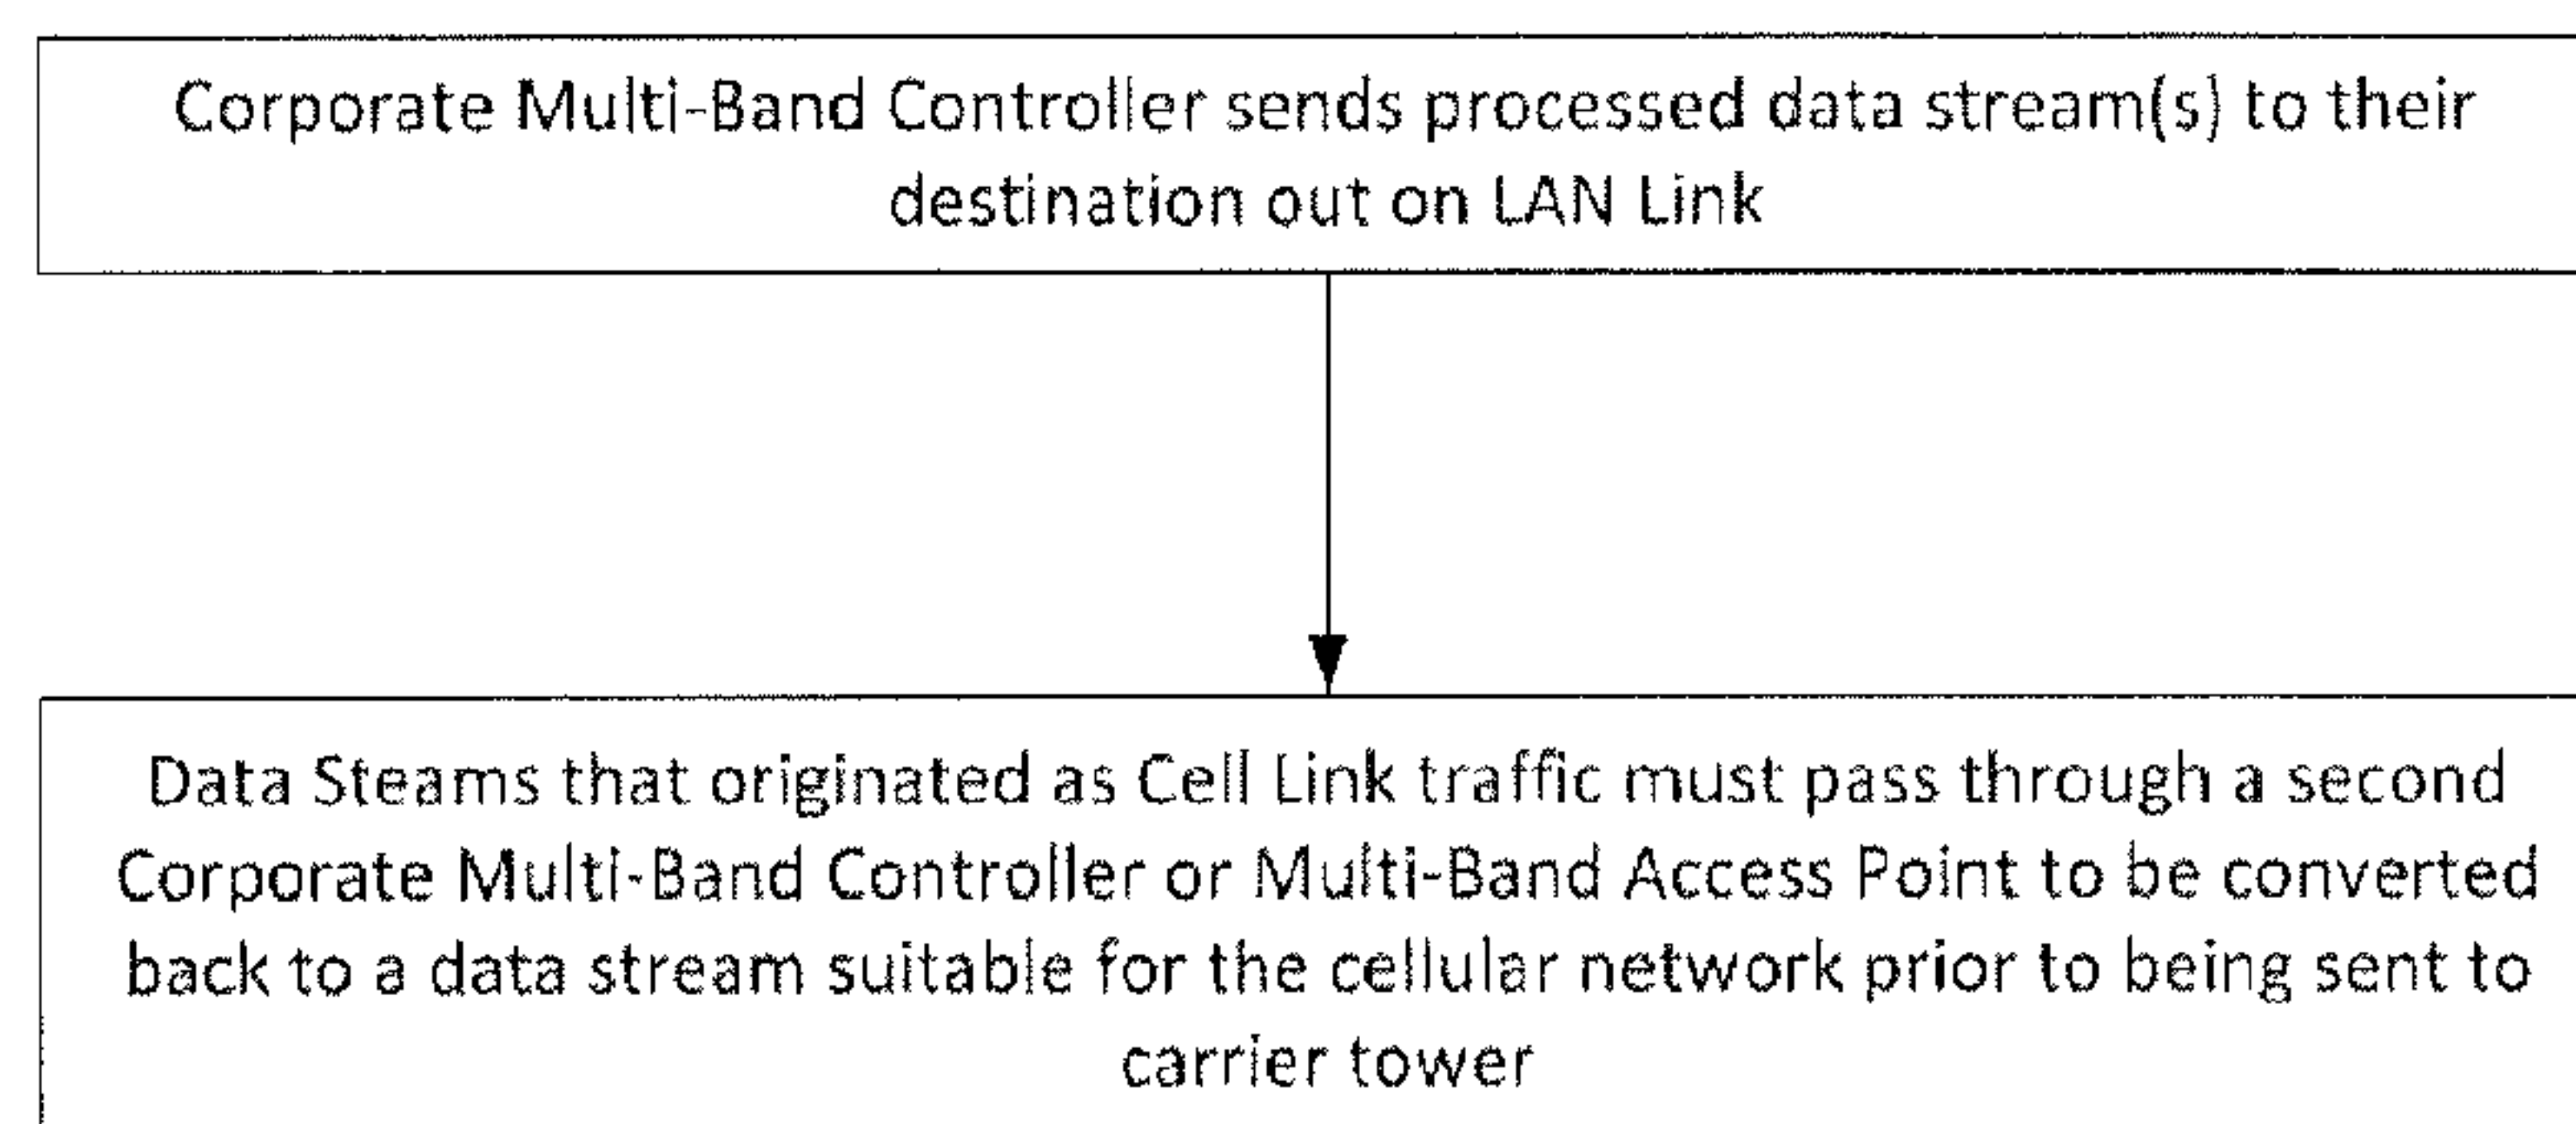 Corporate Multi-Band Controller sends processed data stream(s) to their
destination out on LAN Link
Data Steams that originated as Cell Link traffic must pass through a second
Corporate Multi-Band Controller or Multi-Band Access Point to be converted
back to a data stream suitable for the cellular network prior to being sent to
carrier tower